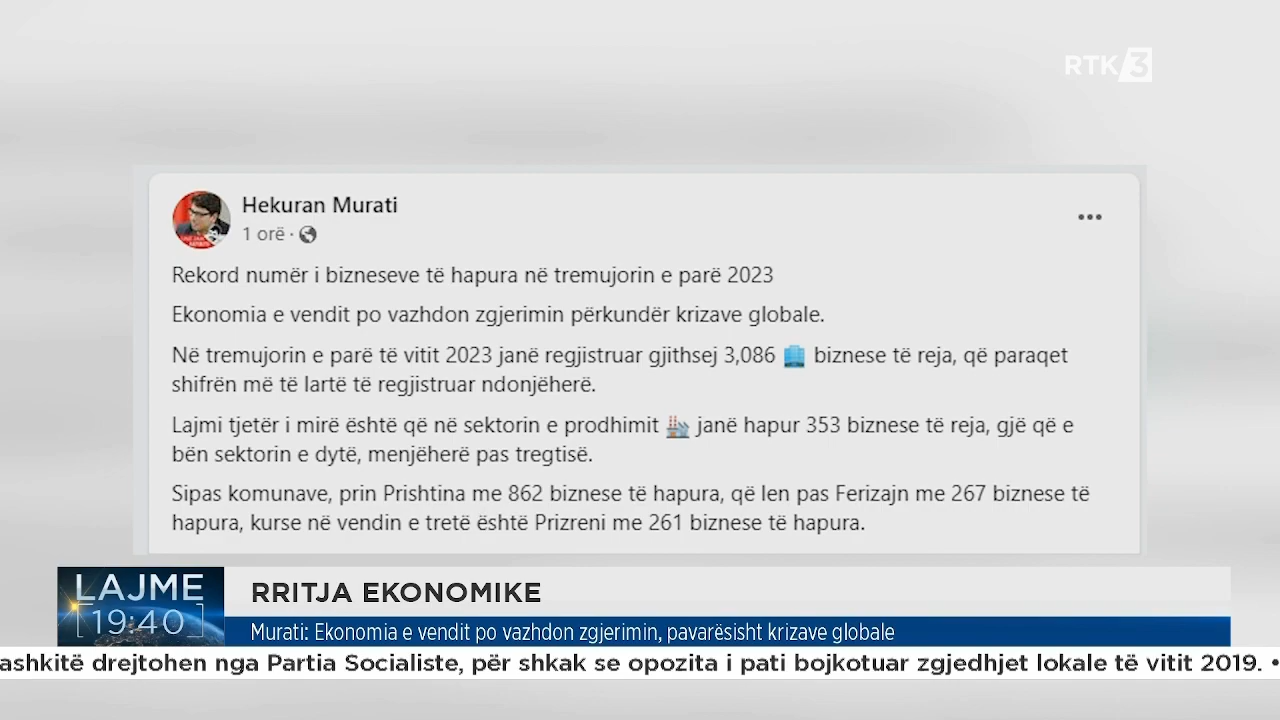 RTK 3
Hekuran Murati
1 orë ·
Rekord numër i bizneseve të hapura në tremujorin e parë 2023
Ekonomia e vendit po vazhdon zgjerimin përkundër krizave globale.
Në tremujorin e parë të vitit 2023 janë regjistruar gjithsej 3,086 🏢 biznese të reja, që paraqet
shifrën më të lartë të regjistruar ndonjëherë.
Lajmi tjetër i mirë është që në sektorin e prodhimit 🏭 janë hapur 353 biznese të reja, gjë që e
bën sektorin e dytë, menjëherë pas tregtisë.
Sipas komunave, prin Prishtina me 862 biznese të hapura, që len pas Ferizajn me 267 biznese të
hapura, kurse në vendin e tretë është Prizreni me 261 biznese të hapura.
LAJME
[19:40]
RRITJA EKONOMIKE
Murati: Ekonomia e vendit po vazhdon zgjerimin, pavarësisht krizave globale
ashkitë drejtohen nga Partia Socialiste, për shkak se opozita i pati bojkotuar zgjedhjet lokale të vitit 2019. •